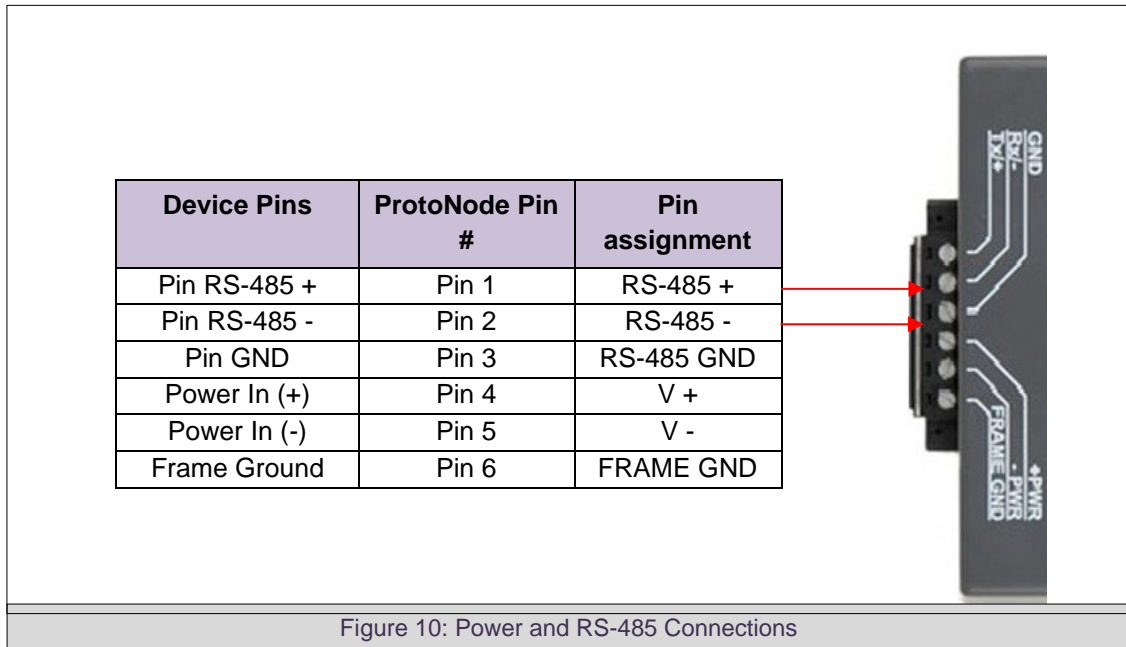 Device Pins ProtoNode Pin # Pin assignment
Pin RS-485 + Pin 1 RS-485 +
Pin RS-485 - Pin 2 RS-485 -
Pin GND Pin 3 RS-485 GND
Power In (+) Pin 4 V +
Power In (-) Pin 5 V -
Frame Ground Pin 6 FRAME GND
Tx/+
Rx/-
GND
FRAME GND
- PWR
+PWR
Figure 10: Power and RS-485 Connections